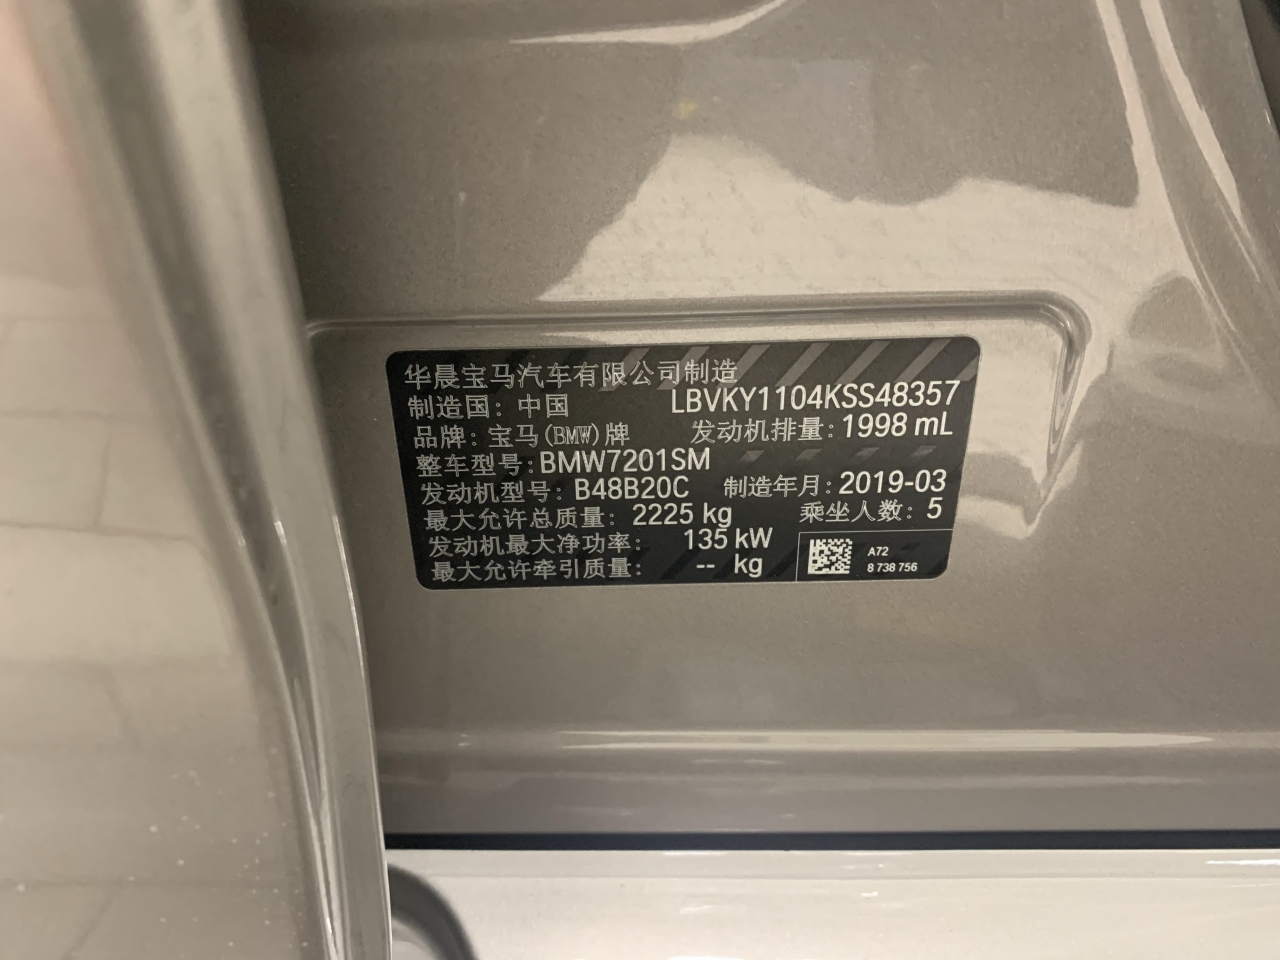 华晨宝马汽车有限公司制造
制造国：中国 LBVKY1104KSS48357
品牌：宝马(BMW)牌 发动机排量：1998 mL
整车型号：BMW7201SM
发动机型号：B48B20C 制造年月：2019-03
最大允许总质量：2225 kg 乘坐人数：5
发动机最大净功率：135 kW
最大允许牵引质量：-- kg
A72
8 738 756